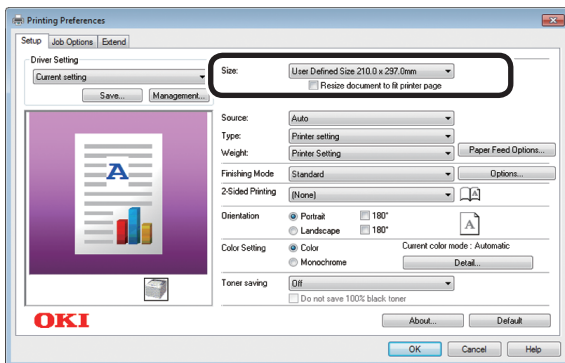 Printing Preferences
Setup Job Options Extend
Driver Setting
Current setting
Save... Management...
A
Size: User Defined Size 210.0 x 297.0mm
Resize document to fit printer page
Source: Auto
Type: Printer setting
Weight: Printer Setting Paper Feed Options...
Finishing Mode Standard Options...
2-Sided Printing (None) A
Orientation Portrait 180° A
Landscape 180°
Color Setting Color Current color mode : Automatic
Monochrome Detail...
Toner saving Off
Do not save 100% black toner
OKI
About... Default
OK Cancel Help